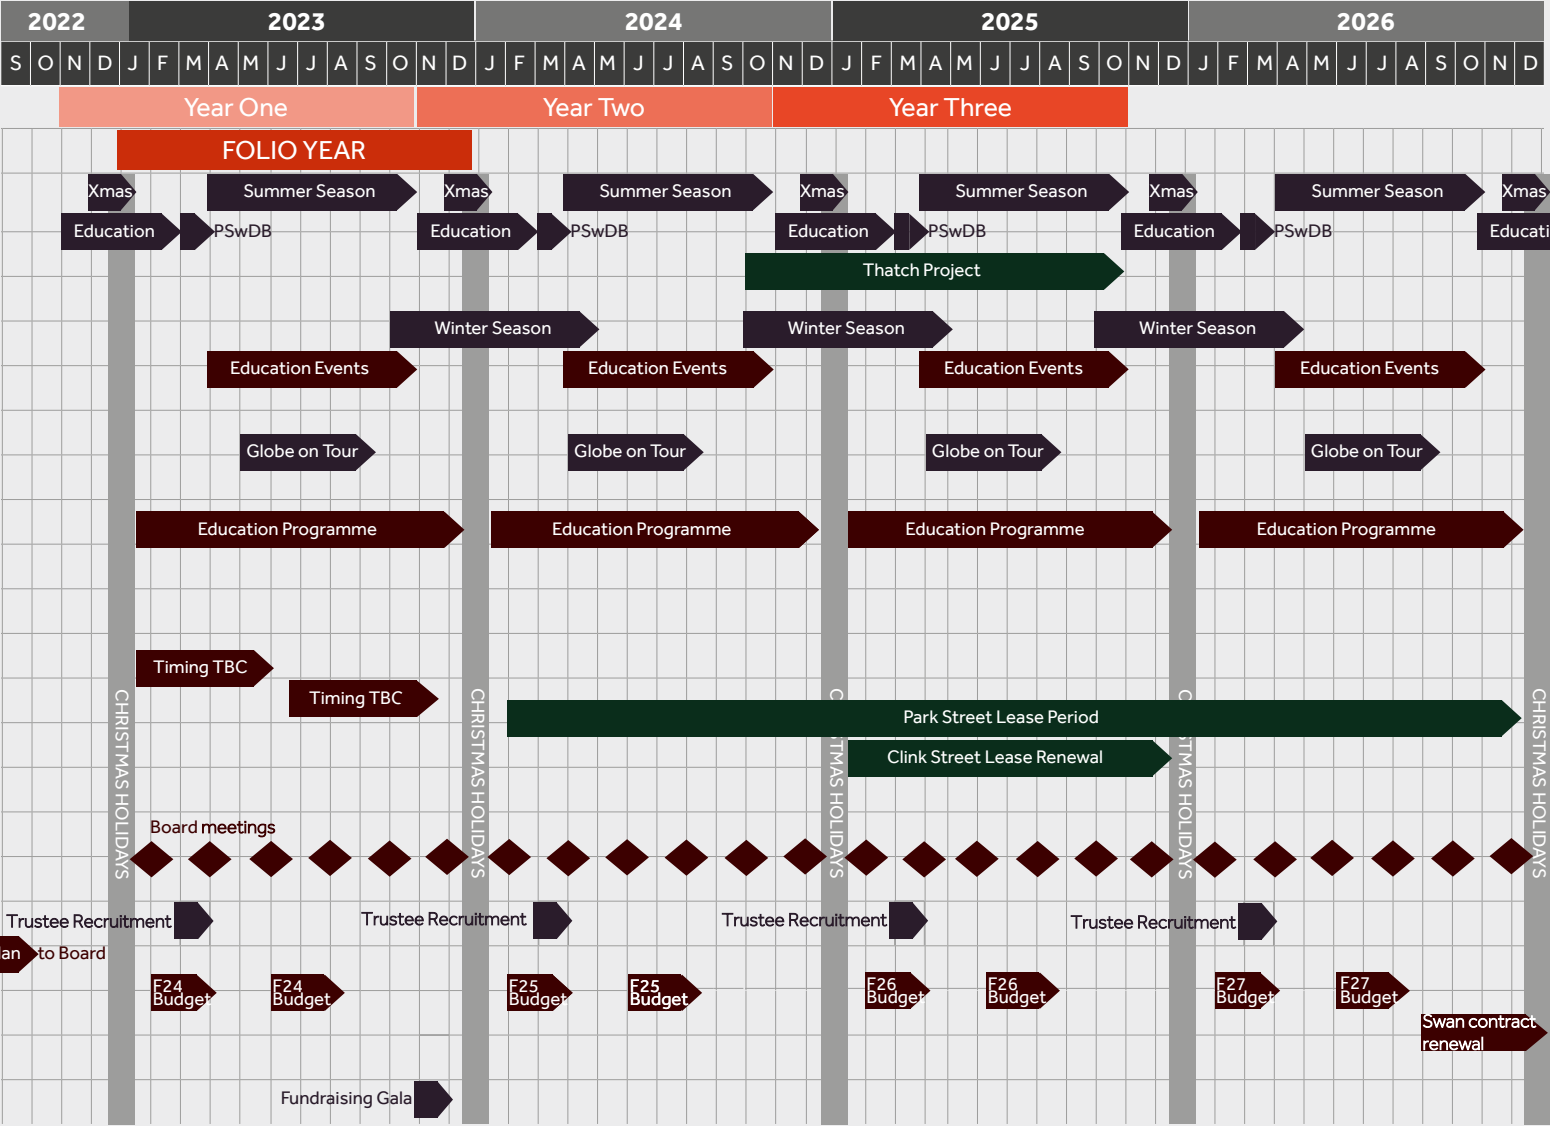 2022 2023 2024 2025 2026
S O N D J F M A M J J A S O N D J F M A M J J A S O N D J F M A M J J A S O N D J F M A M J J A S O N D
Year One Year Two Year Three
FOLIO YEAR
Xmas Summer Season Xmas Summer Season Xmas Summer Season Xmas Summer Season Xmas
Education PSwDB Education PSwDB Education PSwDB Education PSwDB Educati
Thatch Project
Winter Season Winter Season Winter Season
Education Events Education Events Education Events Education Events
Globe on Tour Globe on Tour Globe on Tour Globe on Tour
Education Programme Education Programme Education Programme Education Programme
Timing TBC
Timing TBC
Park Street Lease Period
Clink Street Lease Renewal
CHRISTMAS HOLIDAYS
CHRISTMAS HOLIDAYS
C TMAS HOLIDAYS
C TMAS HOLIDAYS
CHRISTMAS HOLIDAYS
Board meetings
Trustee Recruitment Trustee Recruitment Trustee Recruitment Trustee Recruitment
lan to Board
F24 F24 F25 F25 F26 F26 F27 F27
Budget Budget Budget Budget Budget Budget Budget Budget
Swan contract
renewal
Fundraising Gala